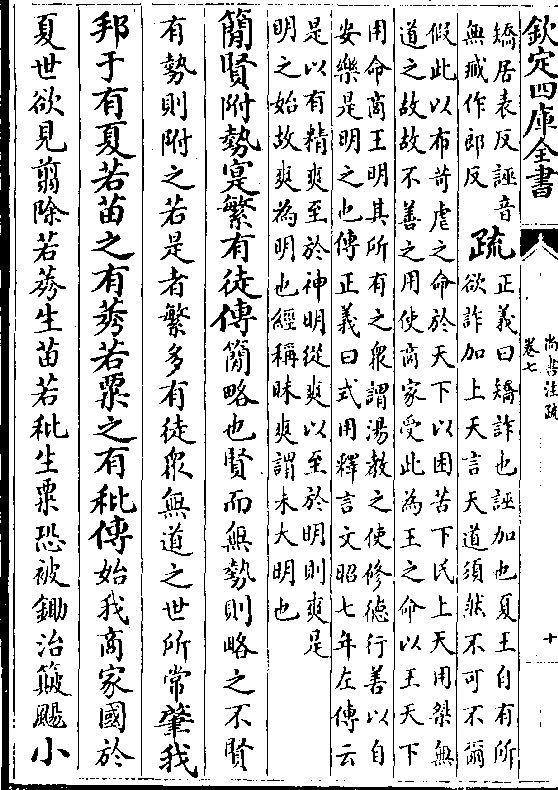 欽定四庫全書
尚書注疏
卷七
十
矯居表反誣音
無臧作郎反
疏
正義曰矯詐也誣加也夏王自有所
欲詐加上天言天道須然不可不爾
假此以布苛虐之命於天下以困苦下民上天用桀無
道之故故不善之用使商家受此為王之命以王天下
用命商王明其所有之衆謂湯教之使修德行善以自
安樂是明之也傳正義曰式用釋言文昭七年左傳云
是以有精爽至於神明從爽以至於明則爽是
明之始故爽為明也經稱昧爽謂未大明也
簡賢附勢寔繁有徒傳簡略也賢而無勢則略之不賢
有勢則附之若是者繁多有徒衆無道之世所常肇我
邦于有夏若苗之有莠若粟之有秕傳始我商家國於
夏世欲見翦除若莠生苗若秕生粟恐被鋤治簸颺小